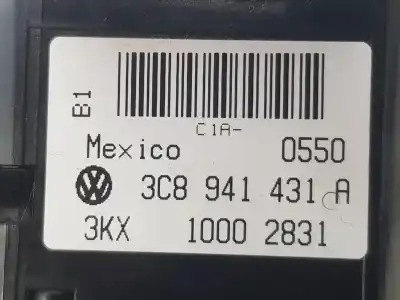 B1
C1A-
Mexico 0550
3C8 941 431 A
3KX 1000 2831